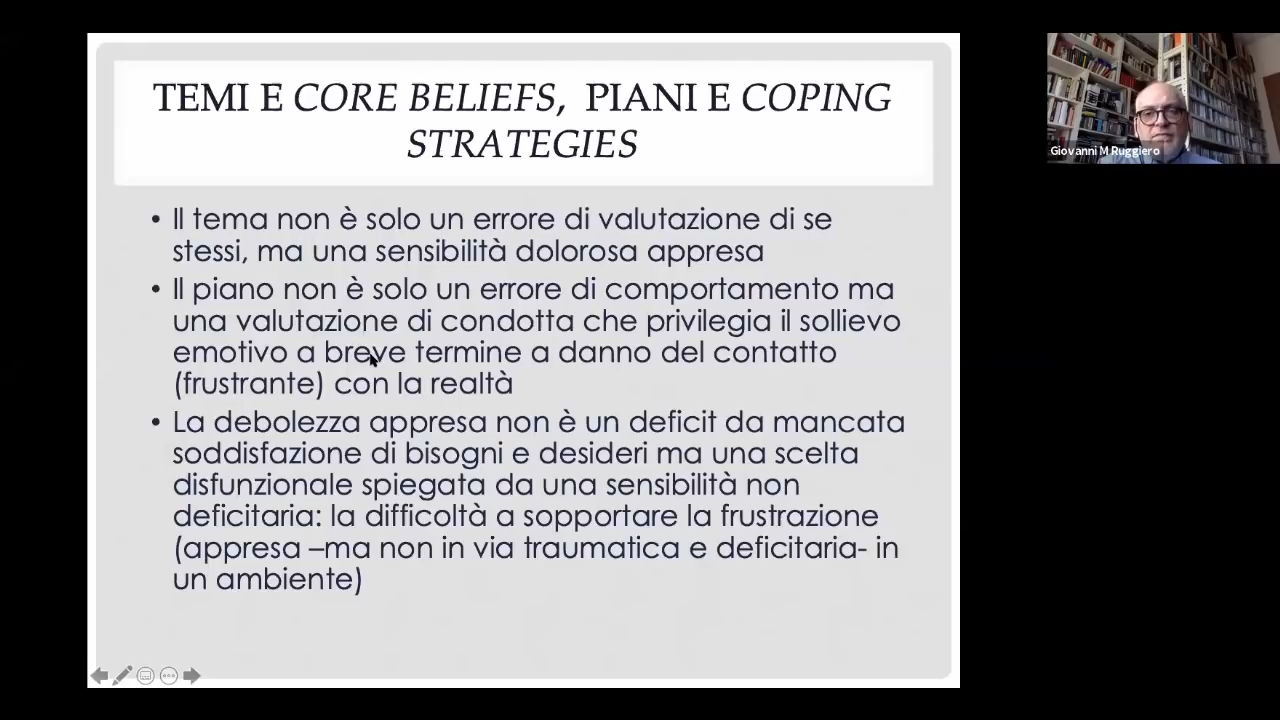 TEMI E CORE BELIEFS, PIANI E COPING
STRATEGIES
• Il tema non è solo un errore di valutazione di se
stessi, ma una sensibilità dolorosa appresa
• Il piano non è solo un errore di comportamento ma
una valutazione di condotta che privilegia il sollievo
emotivo a breve termine a danno del contatto
(frustrante) con la realtà
• La debolezza appresa non è un deficit da mancata
soddisfazione di bisogni e desideri ma una scelta
disfunzionale spiegata da una sensibilità non
deficitaria: la difficoltà a sopportare la frustrazione
(appresa –ma non in via traumatica e deficitaria- in
un ambiente)
Giovanni M Ruggiero